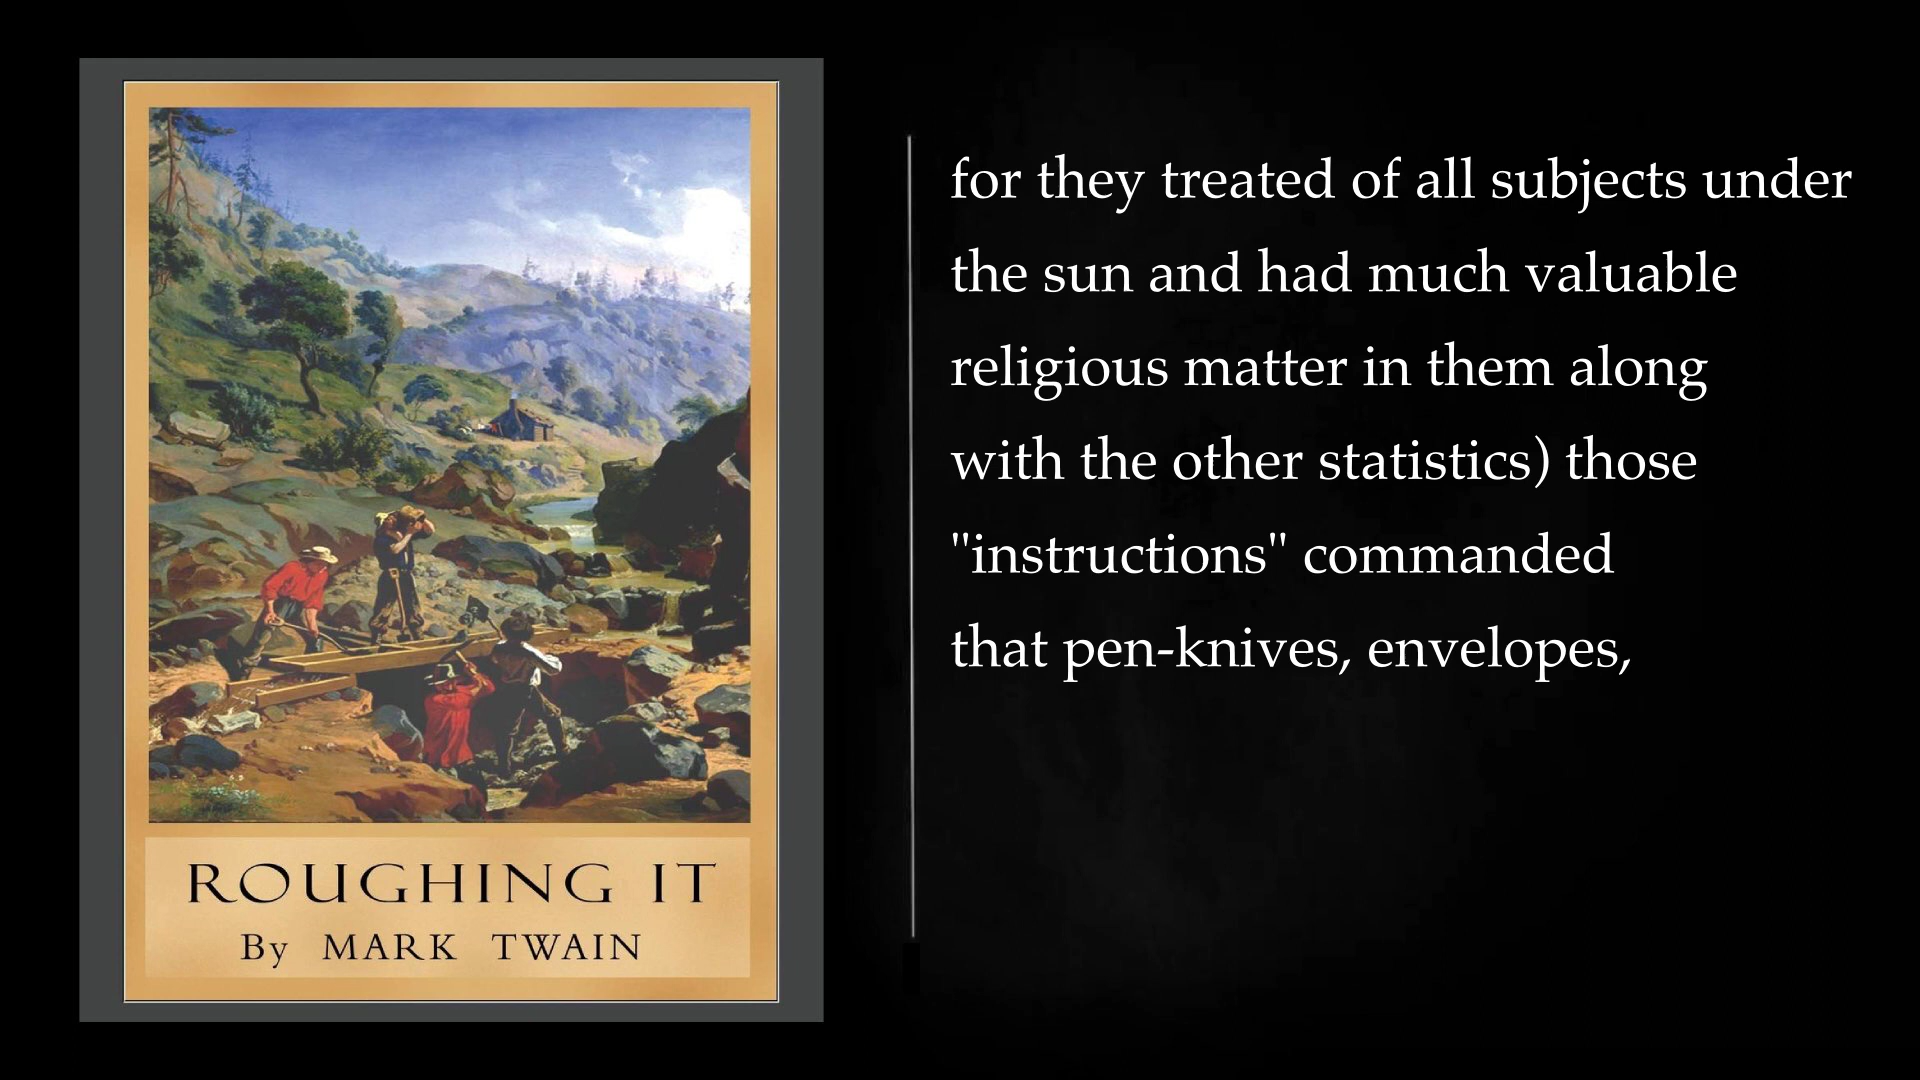 ROUGHING IT
By MARK TWAIN
for they treated of all subjects under
the sun and had much valuable
religious matter in them along
with the other statistics) those
"instructions" commanded
that pen-knives, envelopes,